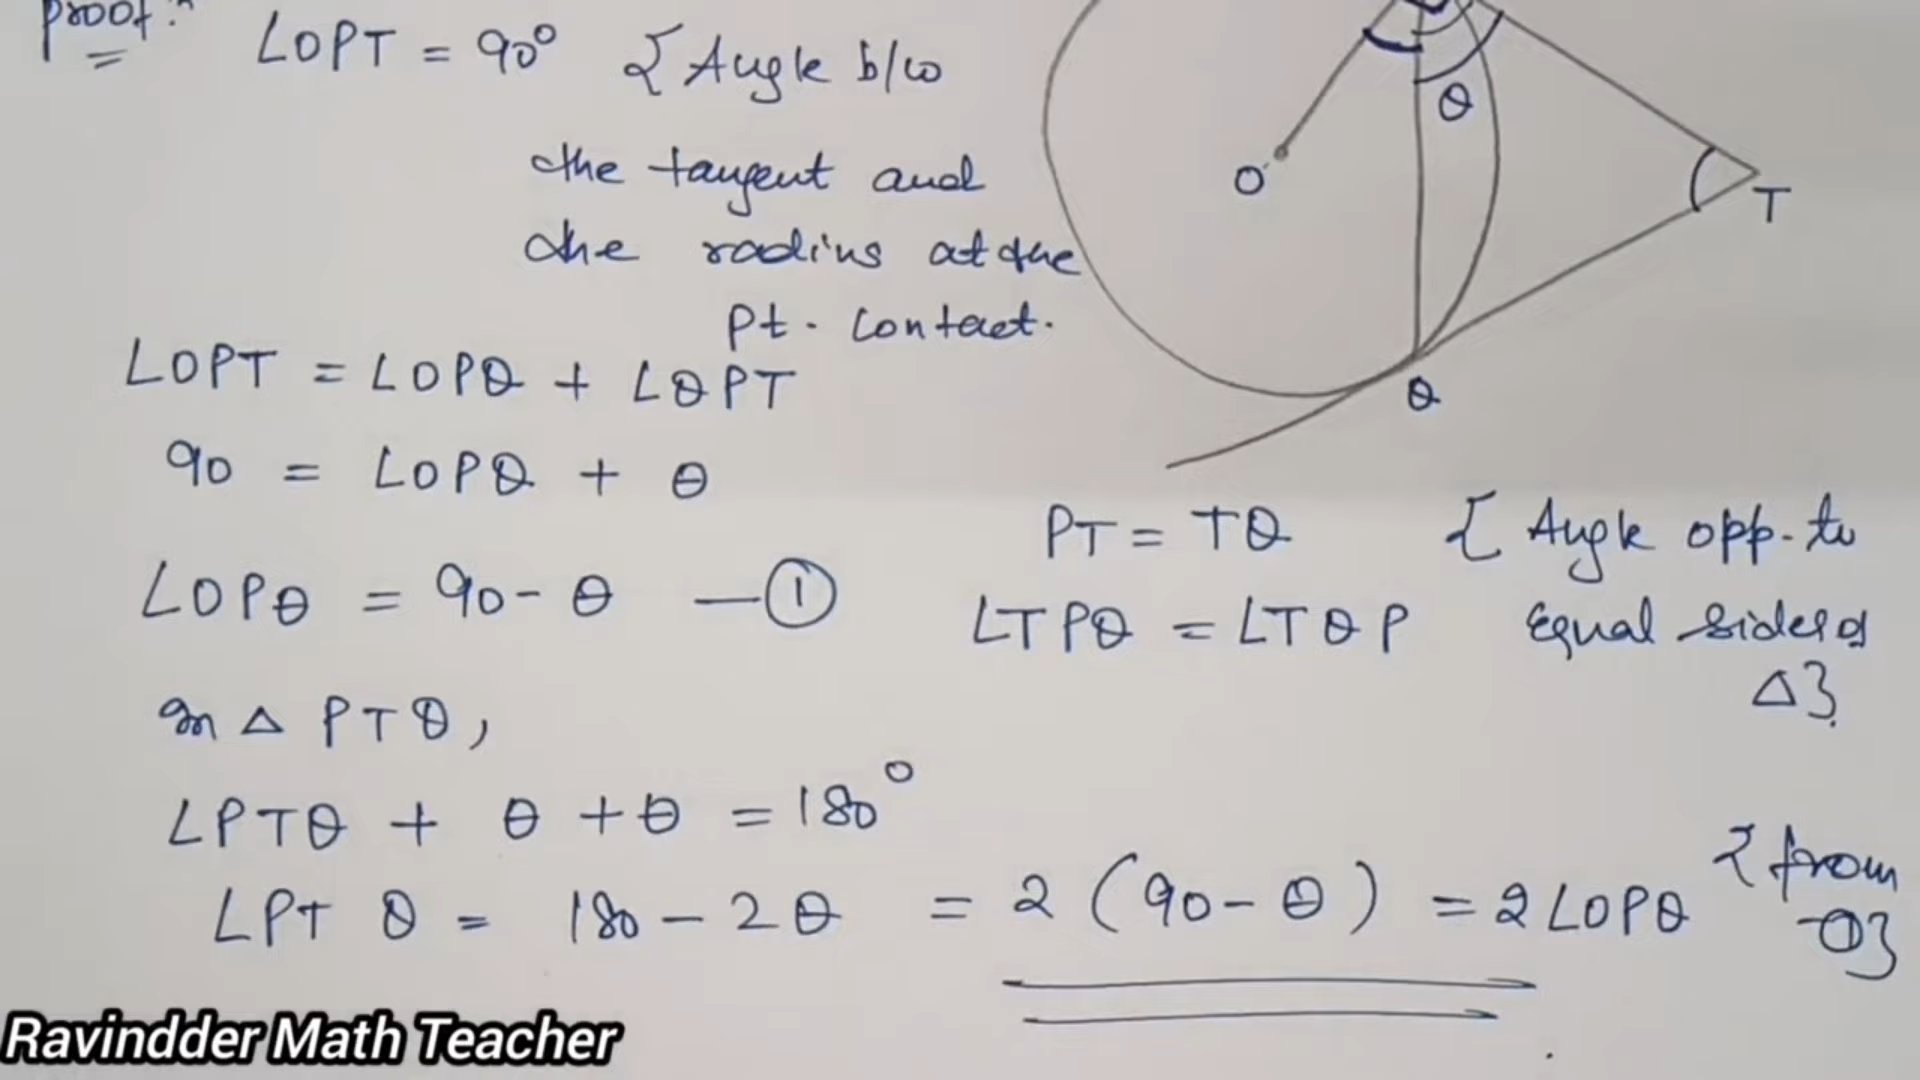 proof:-
∠OPT = 90° { Angle b/w
the tangent and
the radius at the
pt. contact.
∠OPT = ∠OPQ + ∠QPT
90 = ∠OPQ + θ
∠OPQ = 90 - θ —①
In △ PTQ,
∠PTQ + θ + θ = 180°
∠PTQ = 180 - 2θ = 2(90 - θ) = 2∠OPQ { from
①}
PT = TQ { Angle opp. to
∠TPQ = ∠TQP Equal sides of
△}
θ
O
T
Q
Ravindder Math Teacher